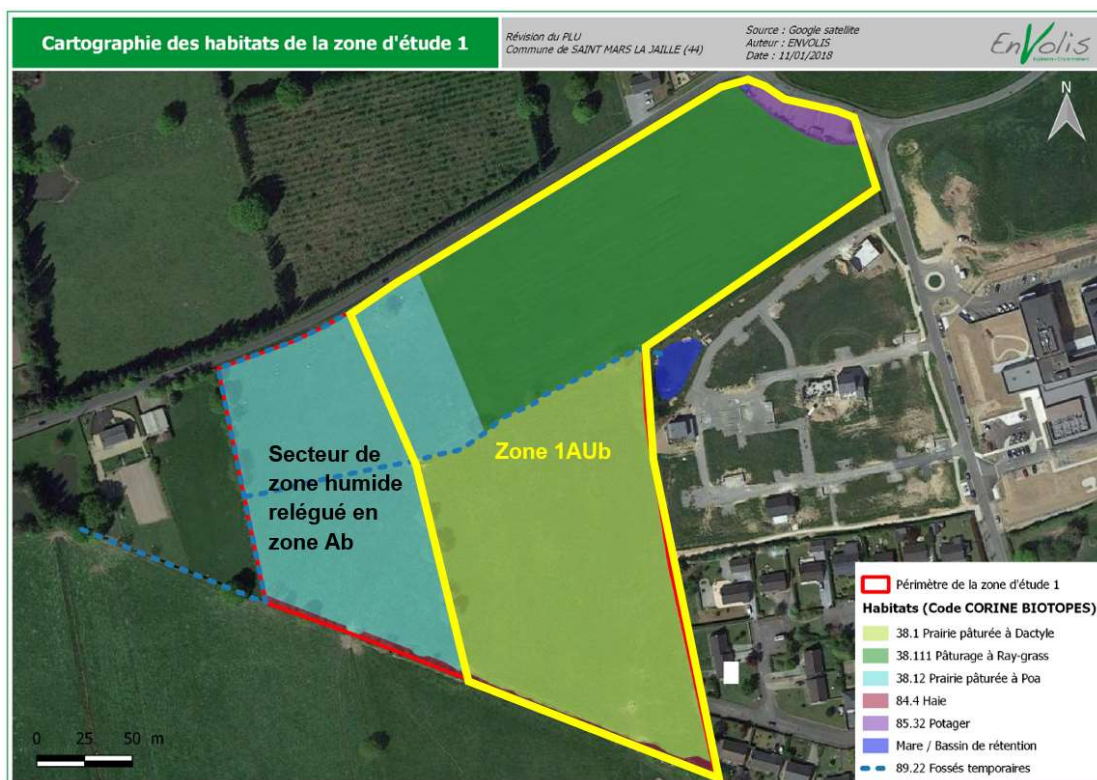 Cartographie des habitats de la zone d'étude 1
Révision du PLU
Commune de SAINT MARS LA JAILLE (44)
Source : Google satellite
Auteur : ENVOLIS
Date : 11/01/2018
EnVolis
N
Zone 1AUb
Secteur de
zone humide
relégué en
zone Ab
Périmètre de la zone d'étude 1
Habitats (Code CORINE BIOTOPES)
38.1 Prairie pâturée à Dactyle
38.111 Pâturage à Ray-grass
38.12 Prairie pâturée à Poa
84.4 Haie
85.32 Potager
Mare / Bassin de rétention
89.22 Fossés temporaires
0 25 50 m